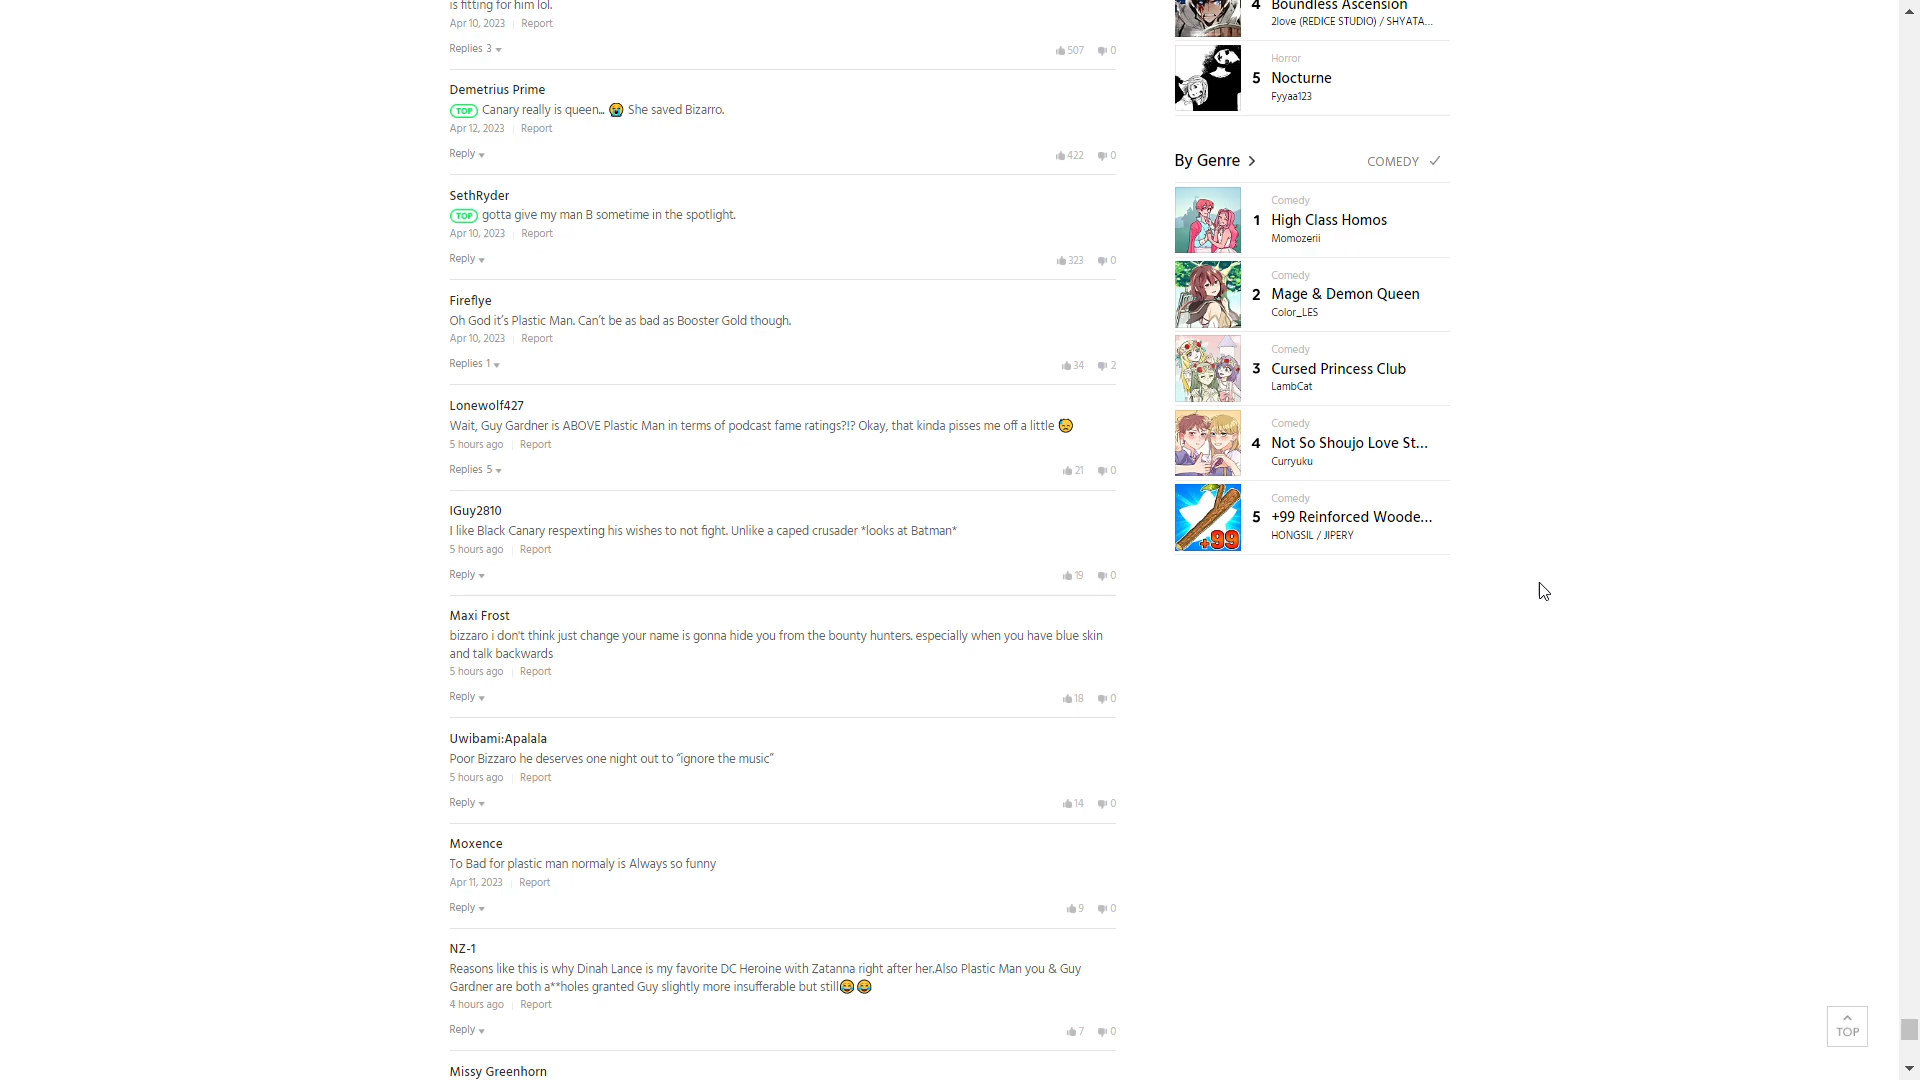 is fitting for him lol.
Apr 10, 2023 Report
Replies 3
507 0
Demetrius Prime
TOP Canary really is queen... 😭 She saved Bizarro.
Apr 12, 2023 Report
Reply
422 0
SethRyder
TOP gotta give my man B sometime in the spotlight.
Apr 10, 2023 Report
Reply
323 0
Fireflye
Oh God it’s Plastic Man. Can’t be as bad as Booster Gold though.
Apr 10, 2023 Report
Replies 1
34 2
Lonewolf427
Wait, Guy Gardner is ABOVE Plastic Man in terms of podcast fame ratings?!? Okay, that kinda pisses me off a little 😓
5 hours ago Report
Replies 5
21 0
IGuy2810
I like Black Canary respexting his wishes to not fight. Unlike a caped crusader *looks at Batman*
5 hours ago Report
Reply
19 0
Maxi Frost
bizzaro i don't think just change your name is gonna hide you from the bounty hunters. especially when you have blue skin
and talk backwards
5 hours ago Report
Reply
18 0
Uwibami:Apalala
Poor Bizzaro he deserves one night out to “ignore the music”
5 hours ago Report
Reply
14 0
Moxence
To Bad for plastic man normaly is Always so funny
Apr 11, 2023 Report
Reply
9 0
NZ-1
Reasons like this is why Dinah Lance is my favorite DC Heroine with Zatanna right after her.Also Plastic Man you & Guy
Gardner are both a**holes granted Guy slightly more insufferable but still😂😂
4 hours ago Report
Reply
7 0
Missy Greenhorn
4 Boundless Ascension
2love (REDICE STUDIO) / SHYATA...
Horror
5 Nocturne
Fyyaa123
By Genre
COMEDY
Comedy
1 High Class Homos
Momozerii
Comedy
2 Mage & Demon Queen
Color_LES
Comedy
3 Cursed Princess Club
LambCat
Comedy
4 Not So Shoujo Love St...
Curryuku
Comedy
5 +99 Reinforced Woode...
HONGSIL / JIPERY
+99
TOP